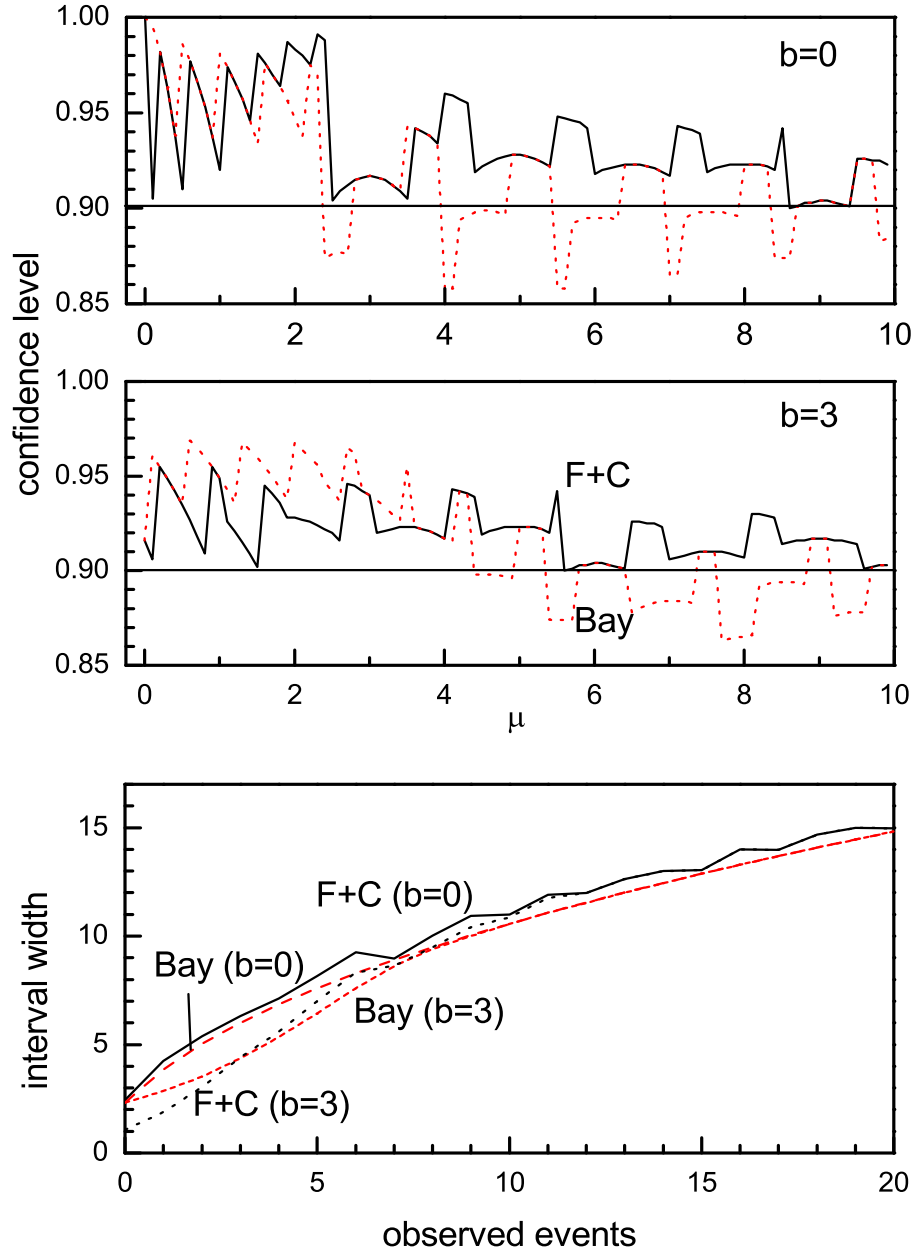 1.00
b=0
0.95
0.90
0.85
0 2 4 6 8 10
confidence level
1.00
b=3
0.95
F+C
0.90
Bay
0.85
0 2 4 6 8 10
μ
15
F+C (b=0)
10
Bay (b=0)
Bay (b=3)
interval width
5
F+C (b=3)
0
0 5 10 15 20
observed events